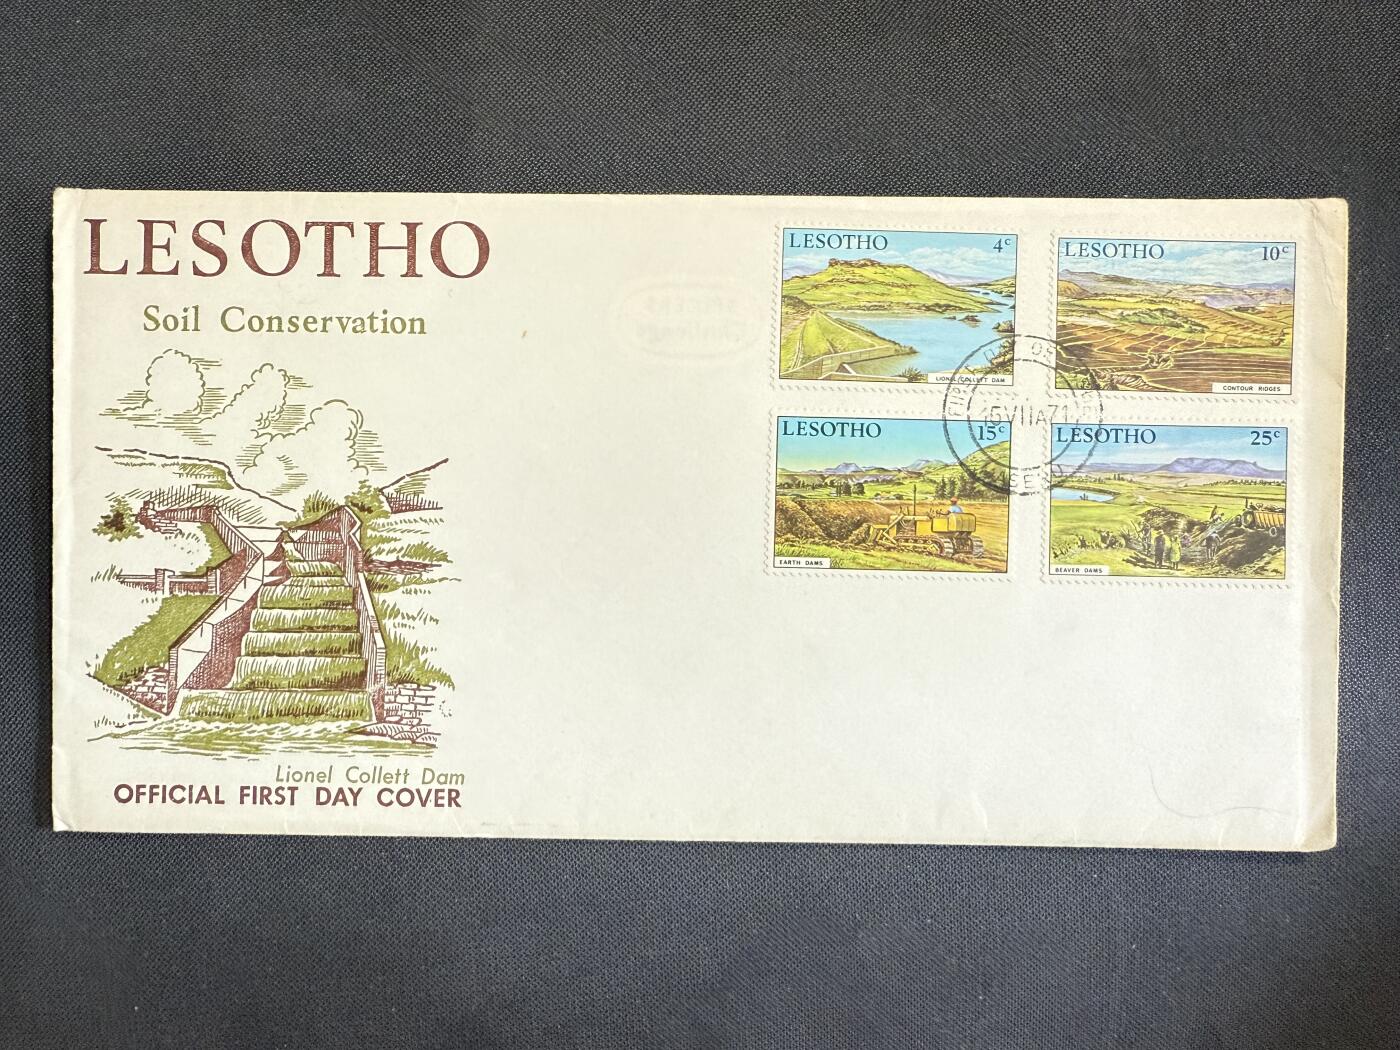 LESOTHO
Soil Conservation
Lionel Collett Dam
OFFICIAL FIRST DAY COVER
LESOTHO 4c
LIONEL COLLETT DAM
LESOTHO 10c
CONTOUR RIDGES
LESOTHO 15c
EARTH DAMS
LESOTHO 25c
BEAVER DAMS
15VIIA71